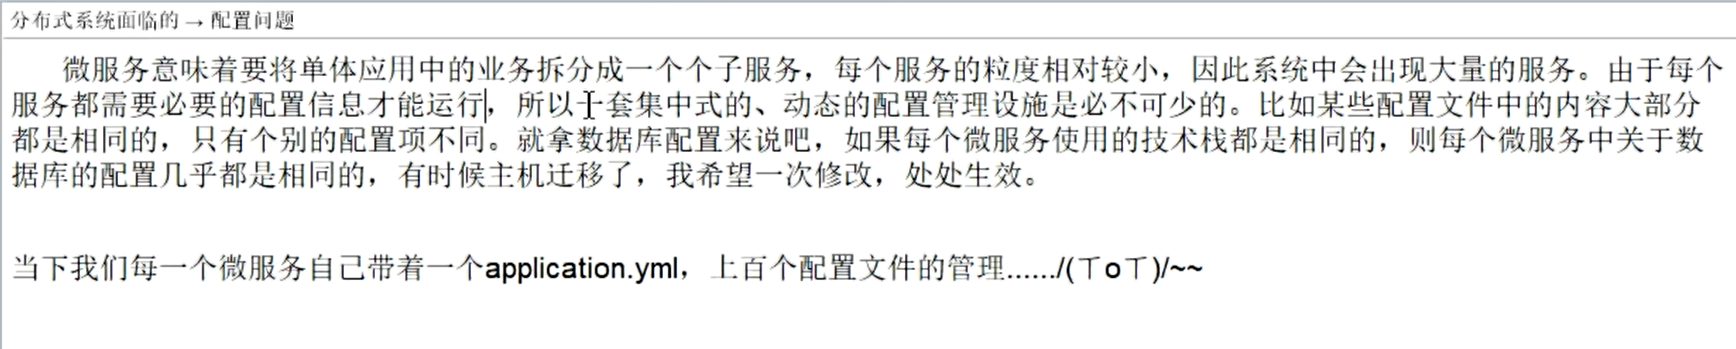 分布式系统面临的 → 配置问题
微服务意味着要将单体应用中的业务拆分成一个个子服务，每个服务的粒度相对较小，因此系统中会出现大量的服务。由于每个
服务都需要必要的配置信息才能运行，所以一套集中式的、动态的配置管理设施是必不可少的。比如某些配置文件中的内容大部分
都是相同的，只有个别的配置项不同。就拿数据库配置来说吧，如果每个微服务使用的技术栈都是相同的，则每个微服务中关于数
据库的配置几乎都是相同的，有时候主机迁移了，我希望一次修改，处处生效。
当下我们每一个微服务自己带着一个application.yml，上百个配置文件的管理....../(ㄒoㄒ)/~~